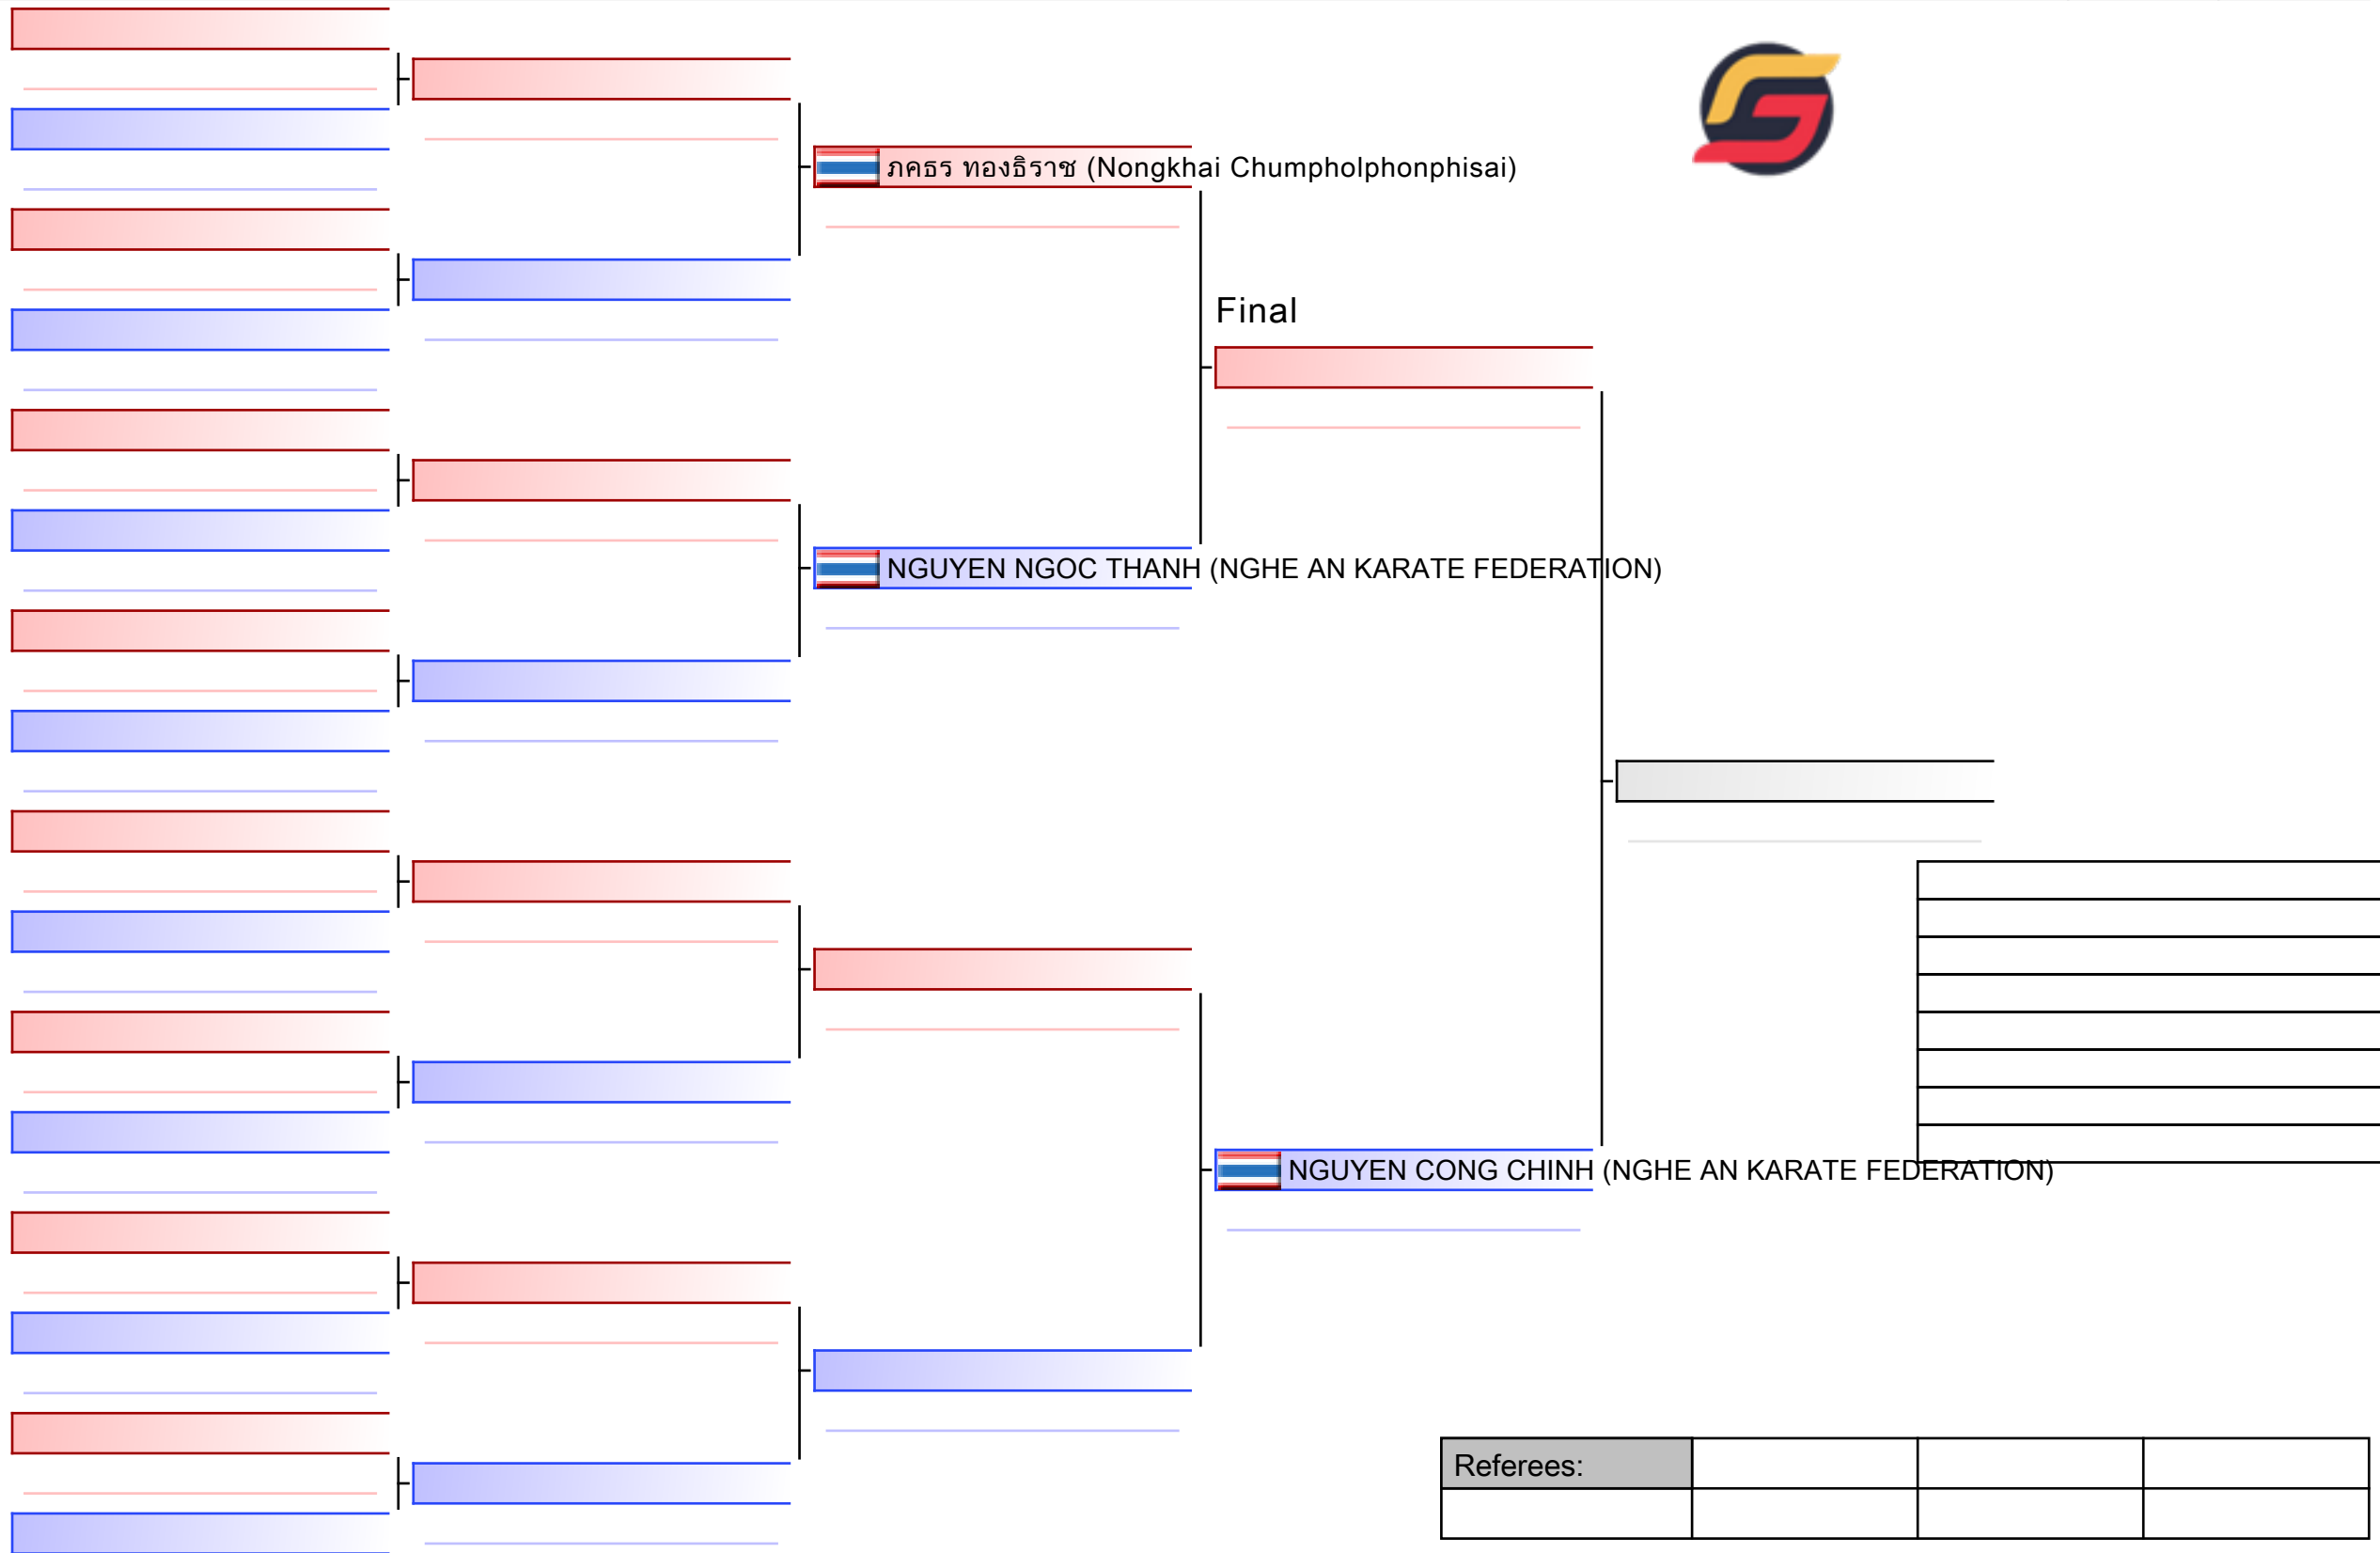 ภคธร ทองธิราช (Nongkhai Chumpholphonphisai)
Final
NGUYEN NGOC THANH (NGHE AN KARATE FEDERATION)
NGUYEN CONG CHINH (NGHE AN KARATE FEDERATION)
Referees: